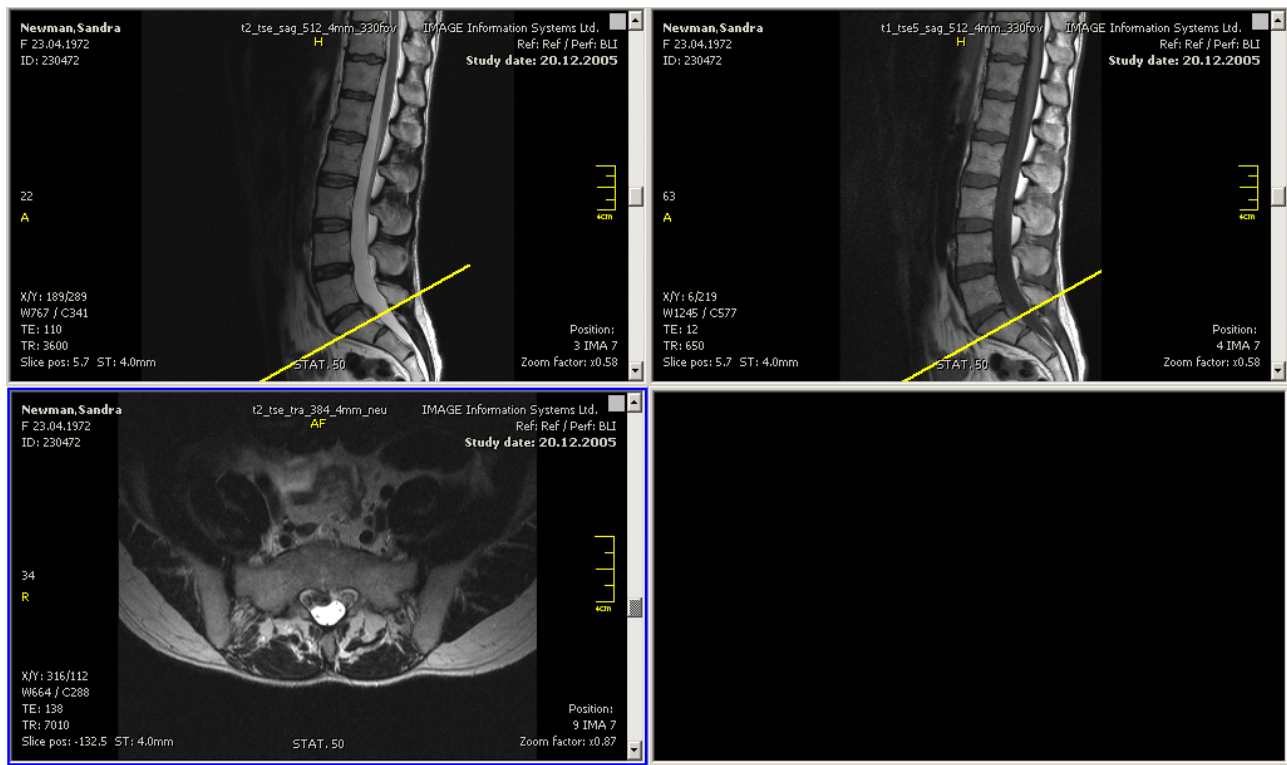 Newman,Sandra
F 23.04.1972
ID: 230472
t2_tse_sag_512_4mm_330fov
H
IMAGE Information Systems Ltd.
Ref: Ref / Perf: BLI
Study date: 20.12.2005
22
A
4cm
X/Y: 189/289
W767 / C341
TE: 110
TR: 3600
Slice pos: 5.7 ST: 4.0mm
STAT. 50
Position:
3 IMA 7
Zoom factor: x0.58
Newman,Sandra
F 23.04.1972
ID: 230472
t1_tse5_sag_512_4mm_330fov
H
IMAGE Information Systems Ltd.
Ref: Ref / Perf: BLI
Study date: 20.12.2005
63
A
4cm
X/Y: 6/219
W1245 / C577
TE: 12
TR: 650
Slice pos: 5.7 ST: 4.0mm
STAT. 50
Position:
4 IMA 7
Zoom factor: x0.58
Newman,Sandra
F 23.04.1972
ID: 230472
t2_tse_tra_384_4mm_neu
AF
IMAGE Information Systems Ltd.
Ref: Ref / Perf: BLI
Study date: 20.12.2005
34
R
4cm
X/Y: 316/112
W664 / C288
TE: 138
TR: 7010
Slice pos: -132.5 ST: 4.0mm
STAT. 50
Position:
9 IMA 7
Zoom factor: x0.87